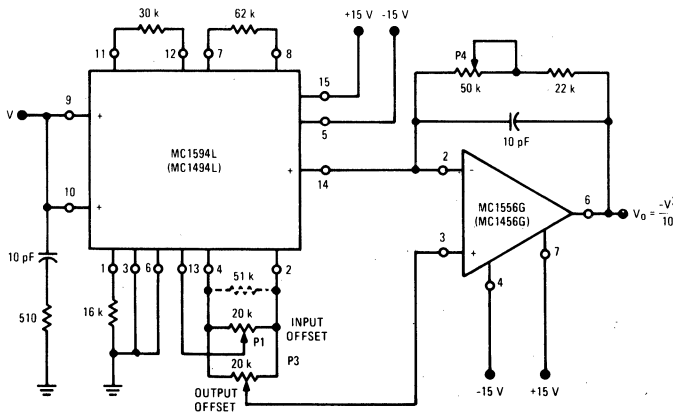 30 k
62 k
+15 V
-15 V
11
12
7
8
P4
50 k
22 k
10 pF
15
5
14
V
9
+
10
+
MC1594L
(MC1494L)
+
2
-
MC1556G
(MC1456G)
6
3
+
4
7
-15 V
+15 V
10 pF
510
1
3
6
13
4
2
16 k
51 k
20 k
P1
INPUT
OFFSET
20 k
P3
OUTPUT
OFFSET
Vo = -V
10